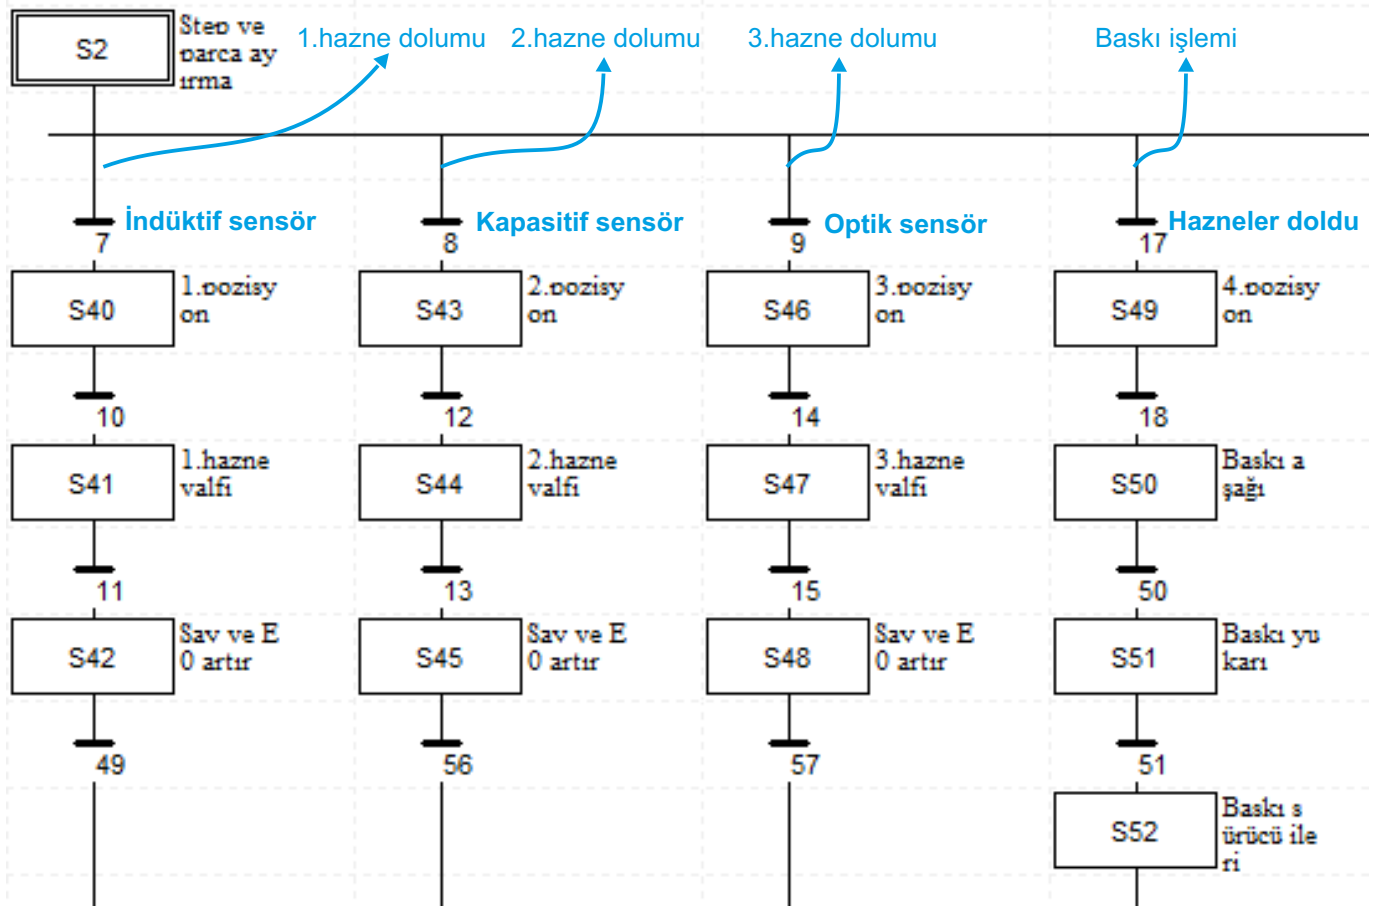 S2
Step ve
parca ay
ırma
1.hazne dolumu
2.hazne dolumu
3.hazne dolumu
Baskı işlemi
İndüktif sensör
Kapasitif sensör
Optik sensör
Hazneler doldu
7
8
9
17
S40
1.pozisy
on
S43
2.pozisy
on
S46
3.pozisy
on
S49
4.pozisy
on
10
12
14
18
S41
1.hazne
valfi
S44
2.hazne
valfi
S47
3.hazne
valfi
S50
Baskı a
şağı
11
13
15
50
S42
Say ve E
0 artır
S45
Say ve E
0 artır
S48
Say ve E
0 artır
S51
Baskı yu
karı
49
56
57
51
S52
Baskı s
ürücü ile
ri